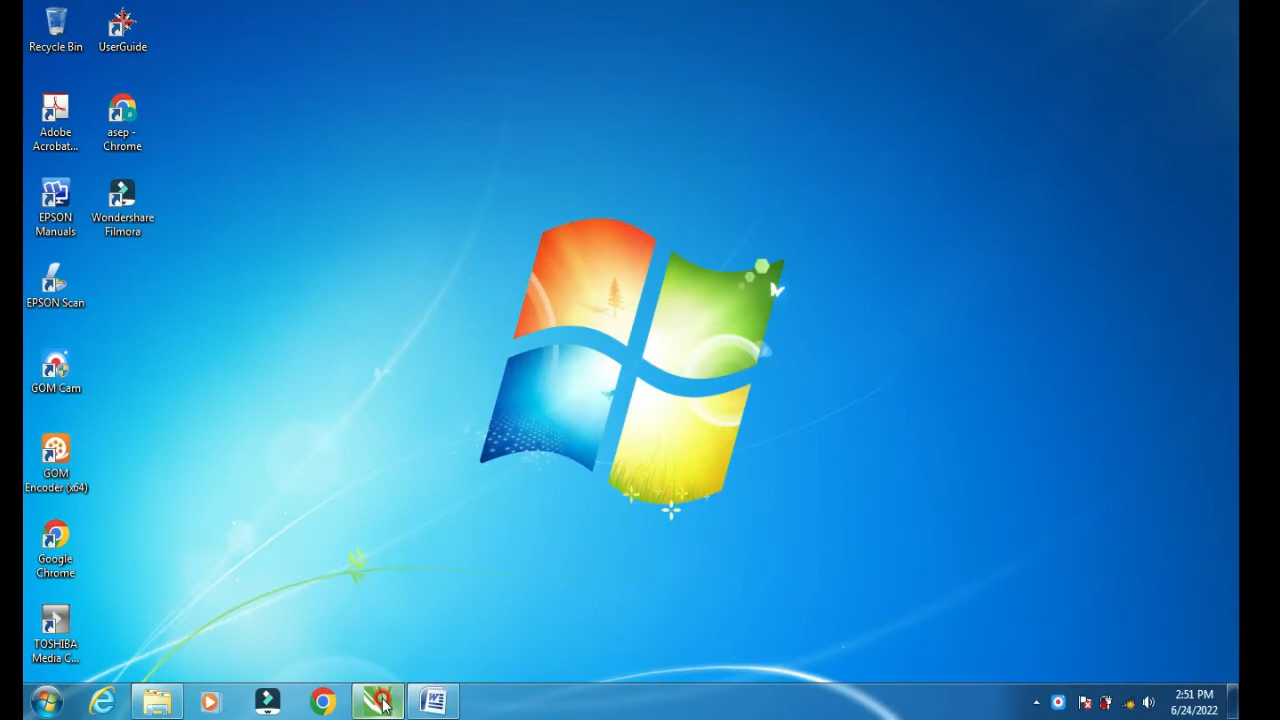 Recycle Bin
UserGuide
Adobe
Acrobat...
asep -
Chrome
EPSON
Manuals
Wondershare
Filmora
EPSON Scan
GOM Cam
GOM
Encoder (x64)
Google
Chrome
TOSHIBA
Media C...
2:51 PM
6/24/2022